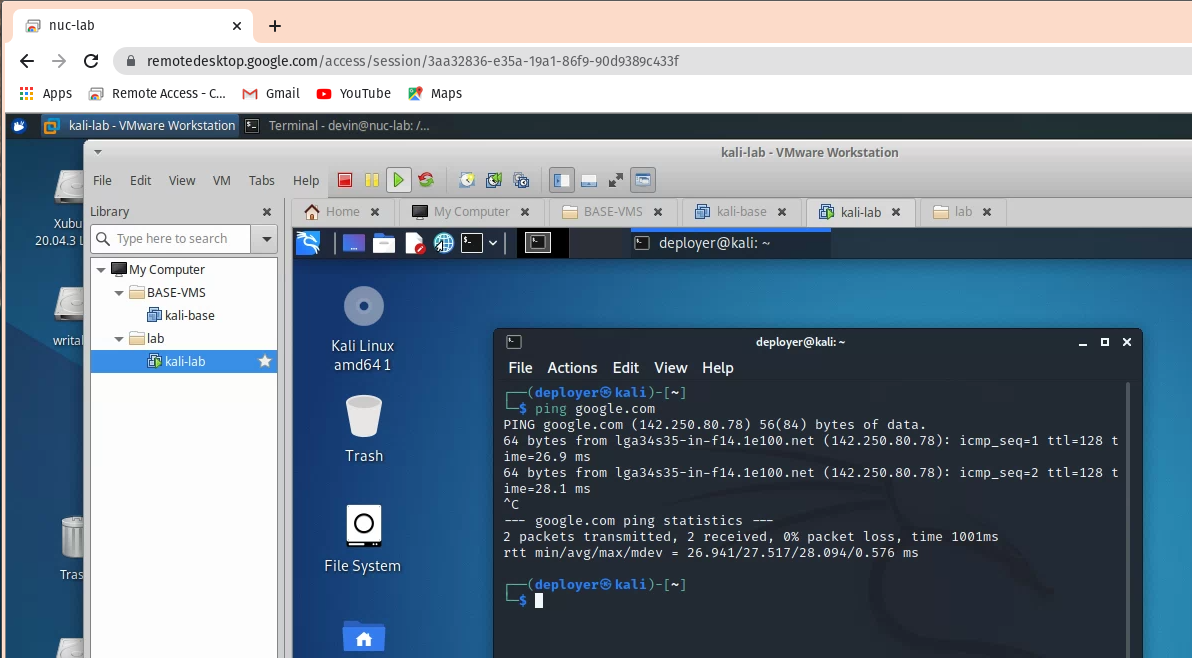 nuc-lab
remotedesktop.google.com/access/session/3aa32836-e35a-19a1-86f9-90d9389c433f
Apps Remote Access - C... Gmail YouTube Maps
kali-lab - VMware Workstation Terminal - devin@nuc-lab: /...
kali-lab - VMware Workstation
File Edit View VM Tabs Help
Library
Home My Computer BASE-VMS kali-base kali-lab lab
Type here to search
deployer@kali: ~
Xubu
20.04.3 L
writal
Tras
My Computer
BASE-VMS
kali-base
lab
kali-lab
Kali Linux
amd64 1
Trash
File System
deployer@kali: ~
File Actions Edit View Help
┌──(deployer㉿kali)-[~]
└─$ ping google.com
PING google.com (142.250.80.78) 56(84) bytes of data.
64 bytes from lga34s35-in-f14.1e100.net (142.250.80.78): icmp_seq=1 ttl=128 t
ime=26.9 ms
64 bytes from lga34s35-in-f14.1e100.net (142.250.80.78): icmp_seq=2 ttl=128 t
ime=28.1 ms
^C
--- google.com ping statistics ---
2 packets transmitted, 2 received, 0% packet loss, time 1001ms
rtt min/avg/max/mdev = 26.941/27.517/28.094/0.576 ms
┌──(deployer㉿kali)-[~]
└─$